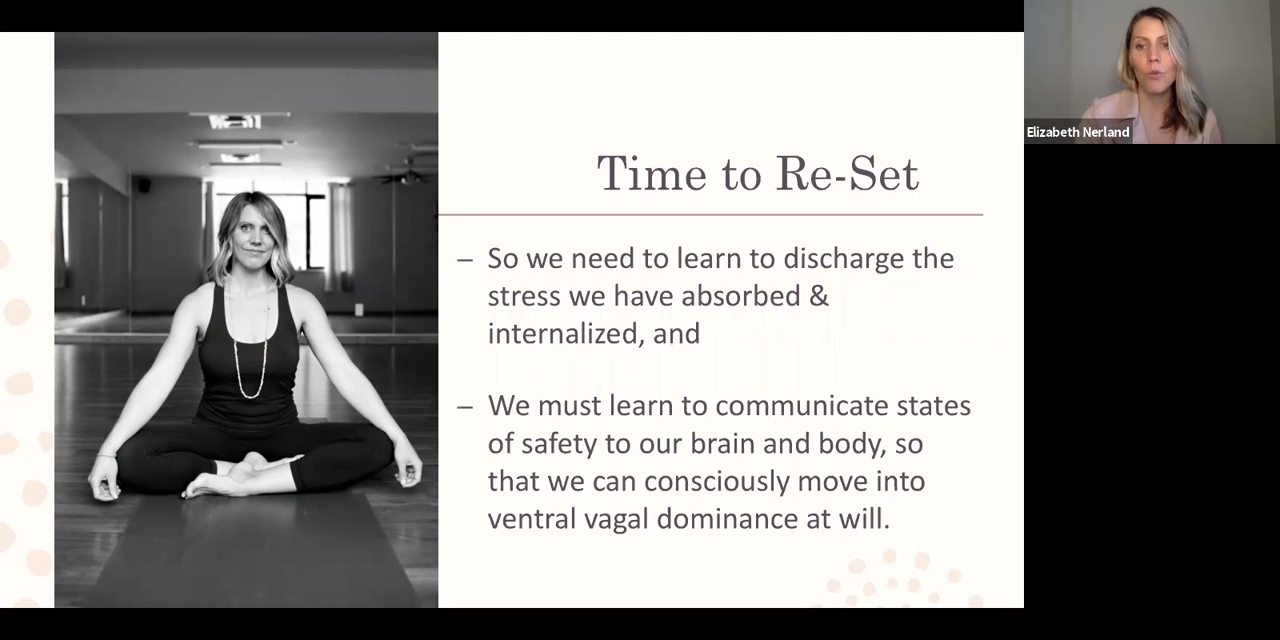 Time to Re-Set
– So we need to learn to discharge the
stress we have absorbed &
internalized, and
– We must learn to communicate states
of safety to our brain and body, so
that we can consciously move into
ventral vagal dominance at will.
Elizabeth Nerland